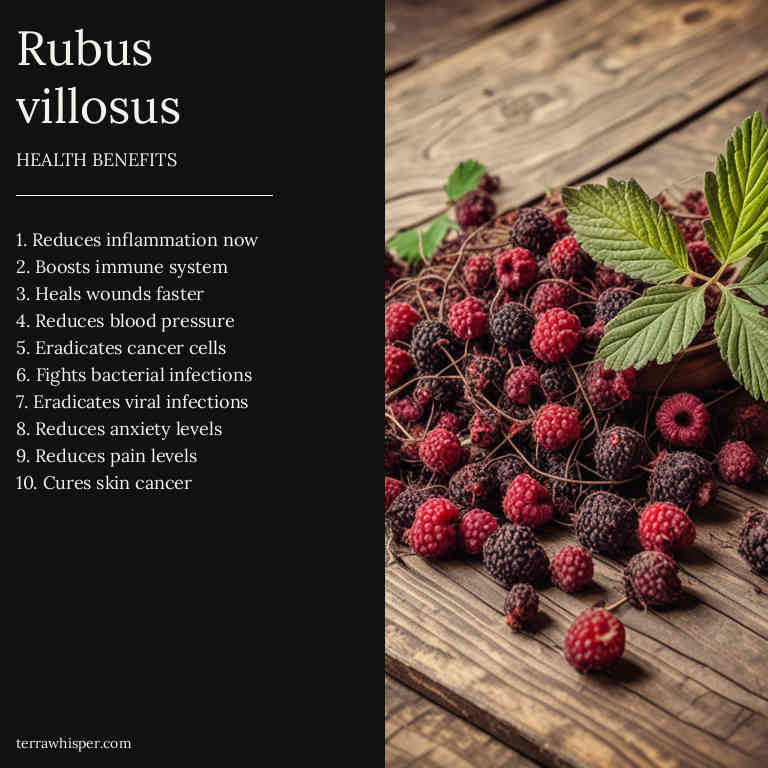 Rubus
villosus
HEALTH BENEFITS
1. Reduces inflammation now
2. Boosts immune system
3. Heals wounds faster
4. Reduces blood pressure
5. Eradicates cancer cells
6. Fights bacterial infections
7. Eradicates viral infections
8. Reduces anxiety levels
9. Reduces pain levels
10. Cures skin cancer
terrawhisper.com